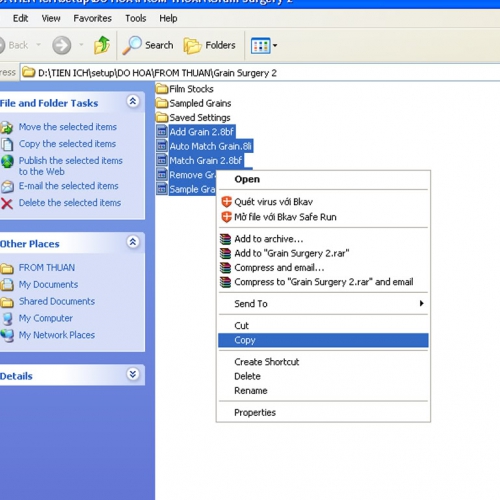 Edit View Favorites Tools Help
Back Search Folders
D:\TIEN ICH\setup\DO HOA\FROM THUAN\Grain Surgery 2
File and Folder Tasks
Move the selected items
Copy the selected items
Publish the selected items
to the Web
E-mail the selected items
Delete the selected items
Other Places
FROM THUAN
My Documents
Shared Documents
My Computer
My Network Places
Details
Film Stocks
Sampled Grains
Saved Settings
Add Grain 2.8bf
Auto Match Grain.8li
Match Grain 2.8bf
Remove
Sample
Open
Quét virus với Bkav
Mở file với Bkav Safe Run
Add to archive...
Add to "Grain Surgery 2.rar"
Compress and email...
Compress to "Grain Surgery 2.rar" and email
Send To
Cut
Copy
Create Shortcut
Delete
Rename
Properties